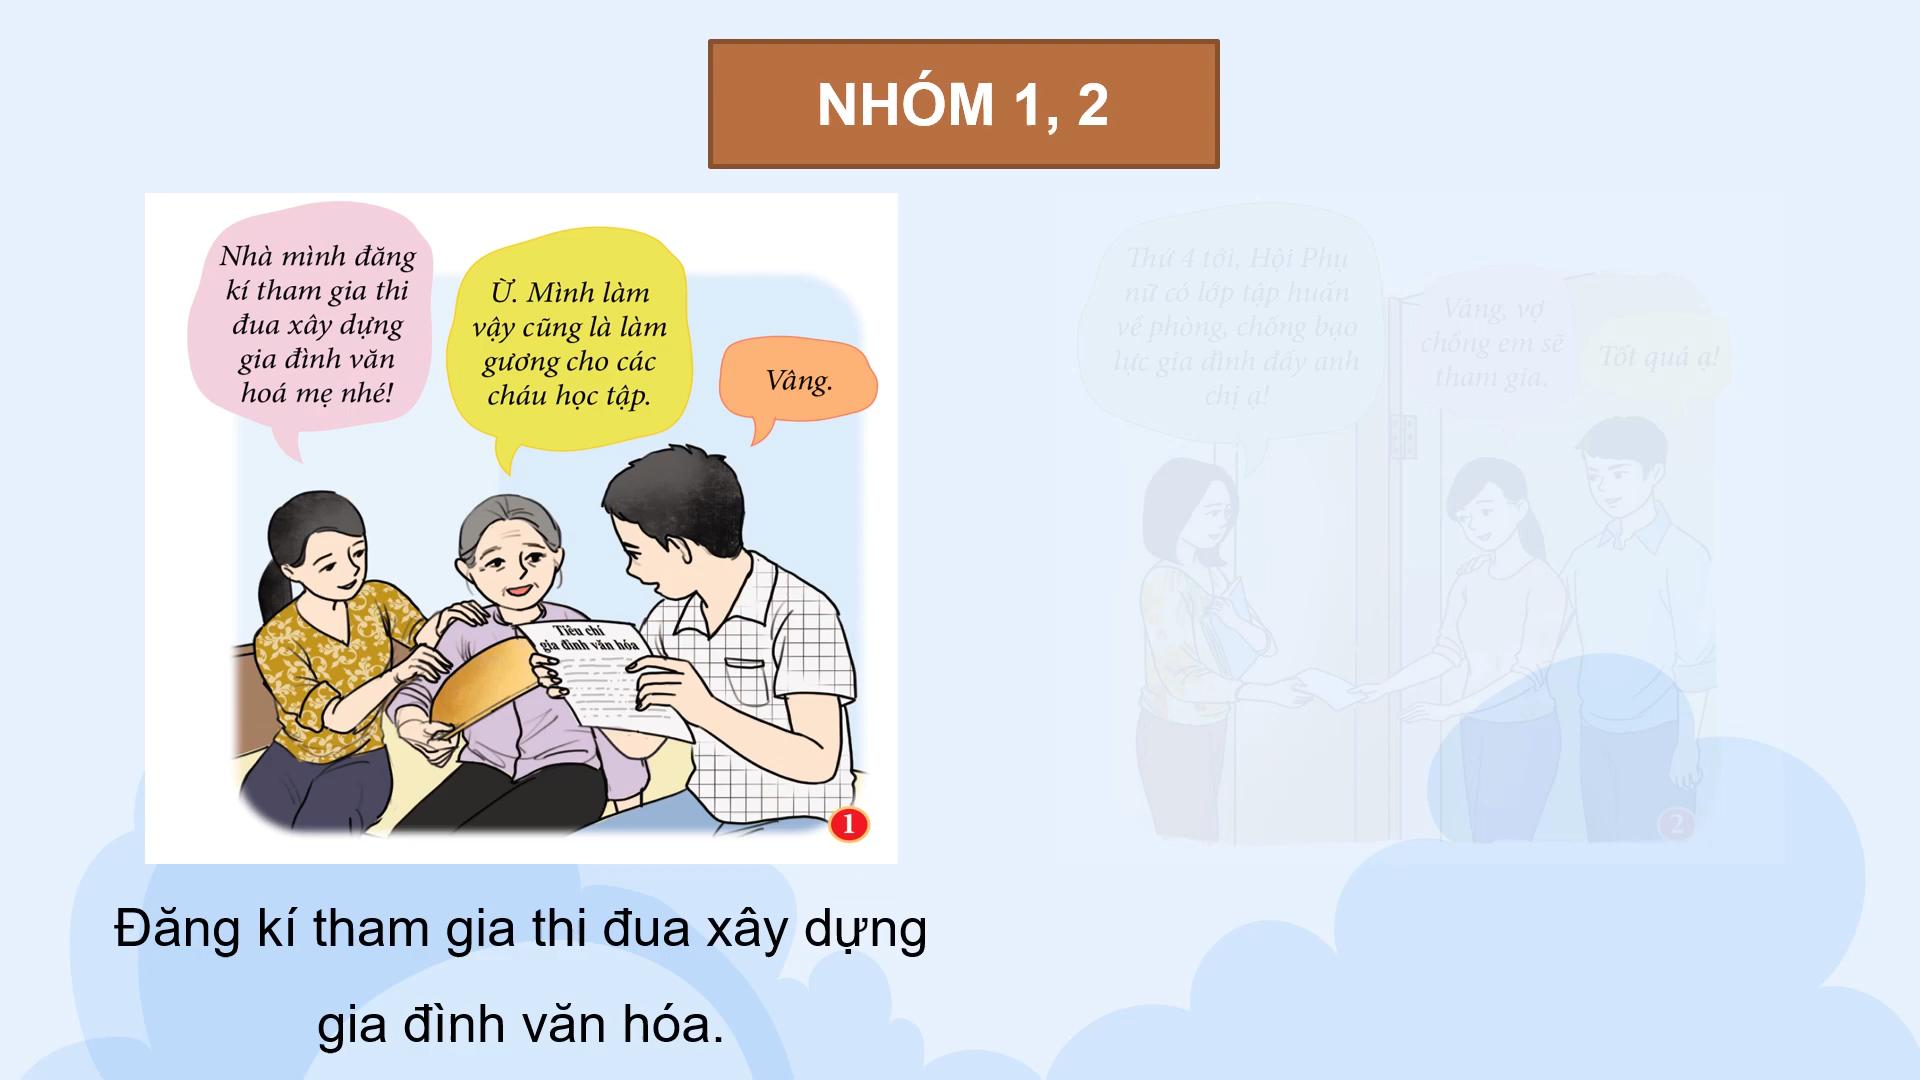 NHÓM 1, 2
Nhà mình đăng
kí tham gia thi
đua xây dựng
gia đình văn
hoá mẹ nhé!
Ừ. Mình làm
vậy cũng là làm
gương cho các
cháu học tập.
Vâng.
Tiêu chí
gia đình văn hóa
1
Đăng kí tham gia thi đua xây dựng
gia đình văn hóa.
Thứ 4 tới, Hội Phụ
nữ có lớp tập huấn
về phòng, chống bạo
lực gia đình đấy anh
chị ạ!
Vâng, vợ
chồng em sẽ
tham gia.
Tốt quá ạ!
2